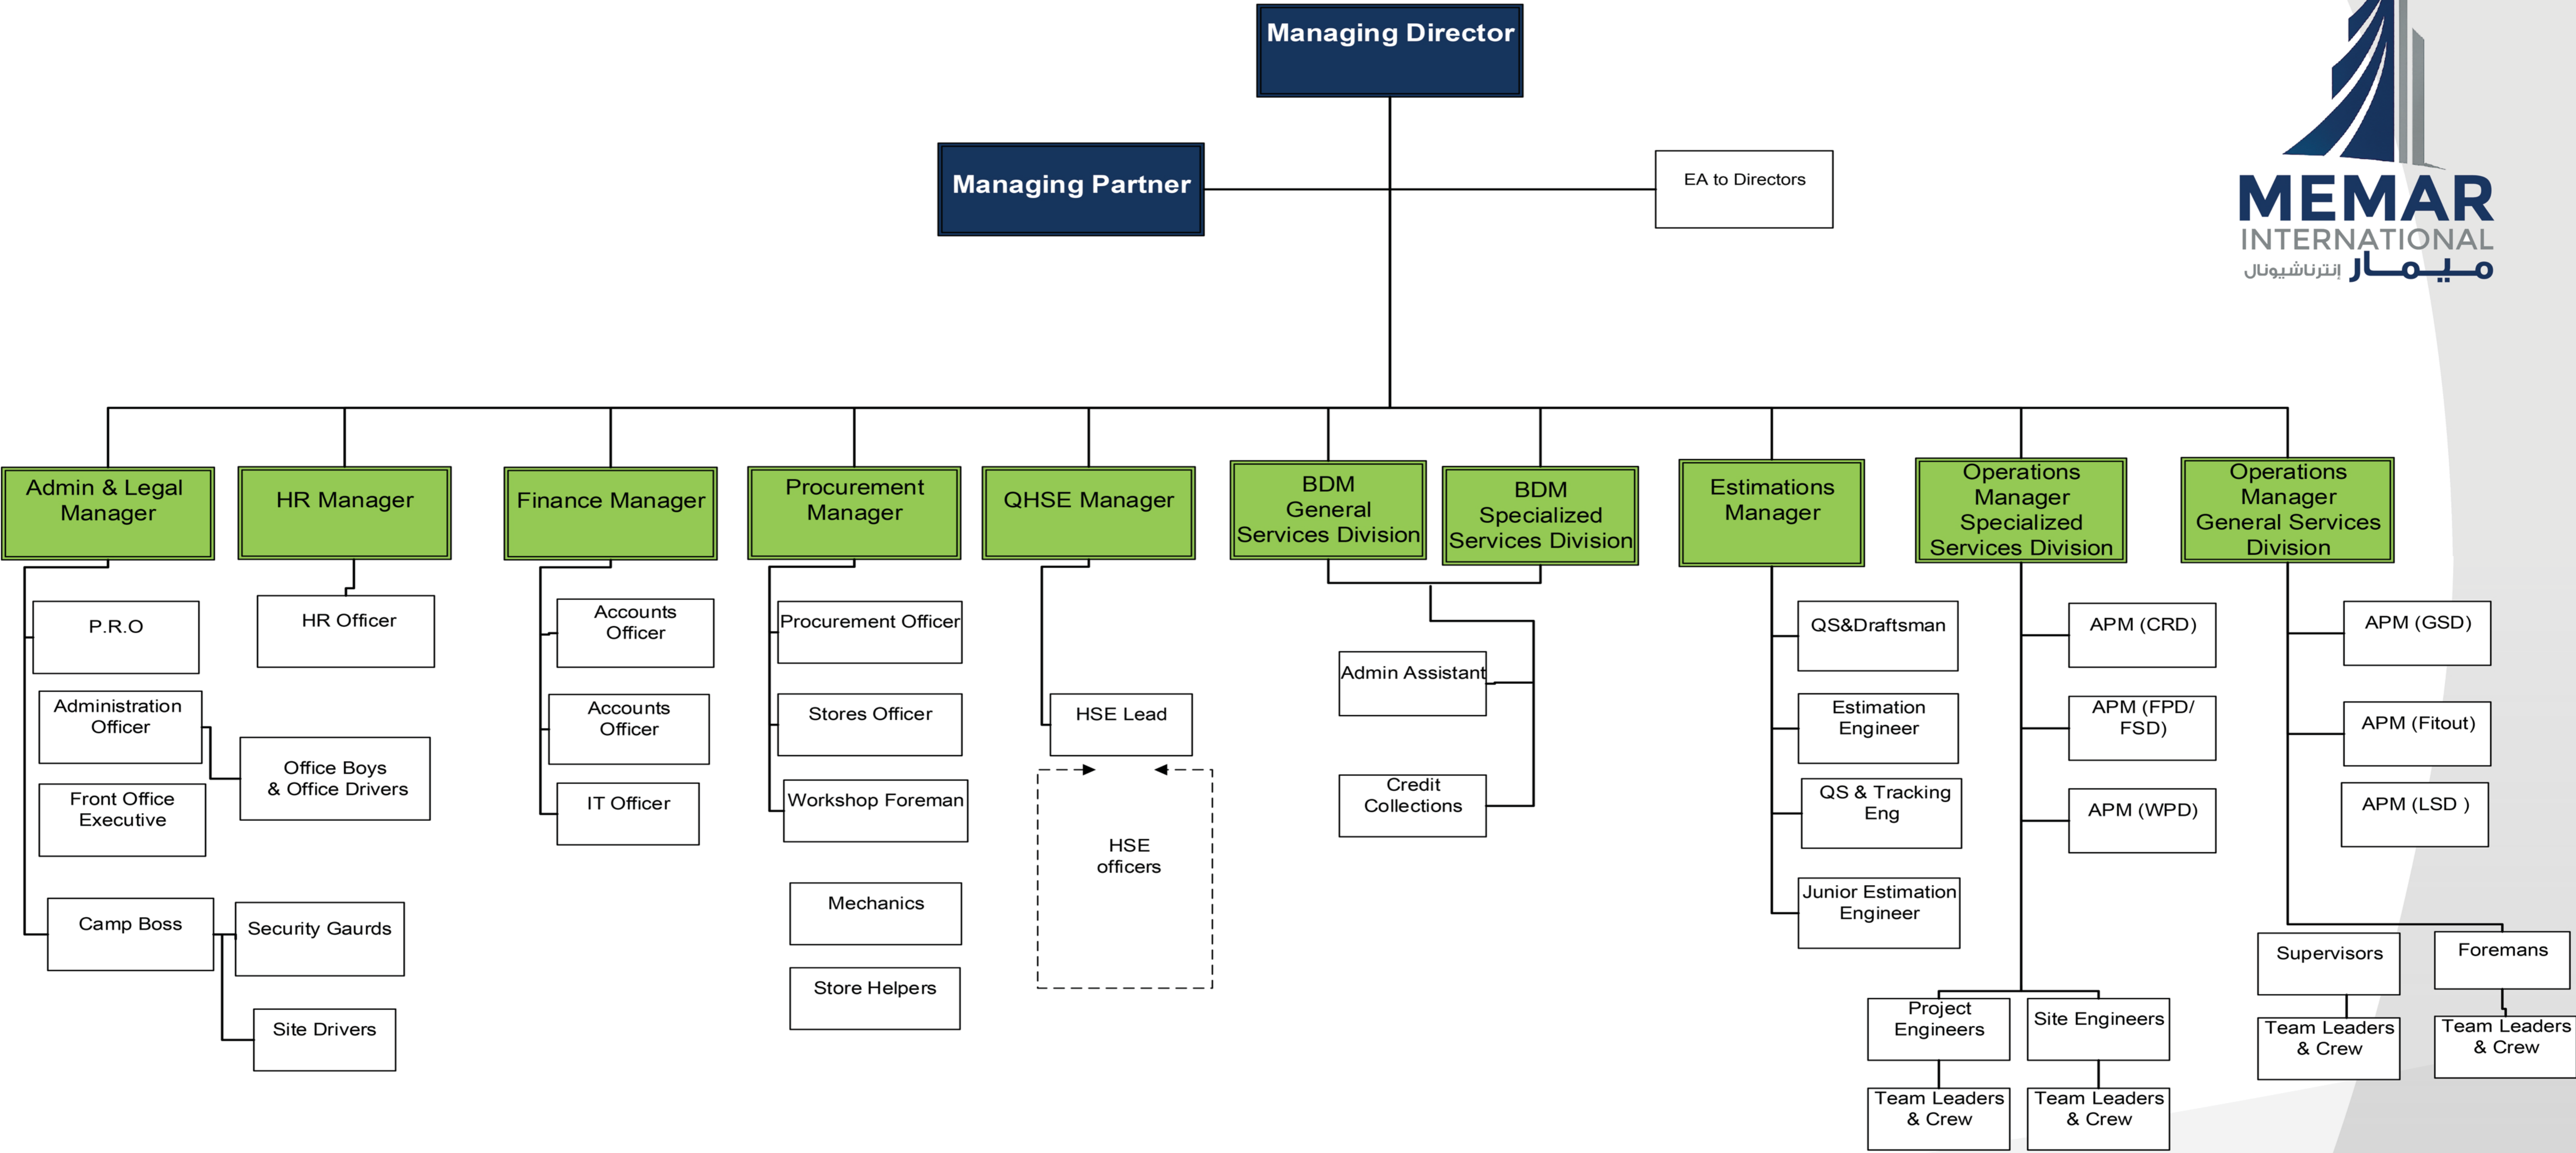 Managing Director
Managing Partner
EA to Directors
MEMAR
INTERNATIONAL
ميمار إنترناشيونال
Admin & Legal
Manager
HR Manager
Finance Manager
Procurement
Manager
QHSE Manager
BDM
General
Services Division
BDM
Specialized
Services Division
Estimations
Manager
Operations
Manager
Specialized
Services Division
Operations
Manager
General Services
Division
P.R.O
Administration
Officer
Front Office
Executive
Office Boys
& Office Drivers
Camp Boss
Security Gaurds
Site Drivers
HR Officer
Accounts
Officer
Accounts
Officer
IT Officer
Procurement Officer
Stores Officer
Workshop Foreman
Mechanics
Store Helpers
HSE Lead
HSE
officers
Admin Assistant
Credit
Collections
QS&Draftsman
Estimation
Engineer
QS & Tracking
Eng
Junior Estimation
Engineer
APM (CRD)
APM (FPD/
FSD)
APM (WPD)
Project
Engineers
Site Engineers
Team Leaders
& Crew
Team Leaders
& Crew
APM (GSD)
APM (Fitout)
APM (LSD )
Supervisors
Foremans
Team Leaders
& Crew
Team Leaders
& Crew